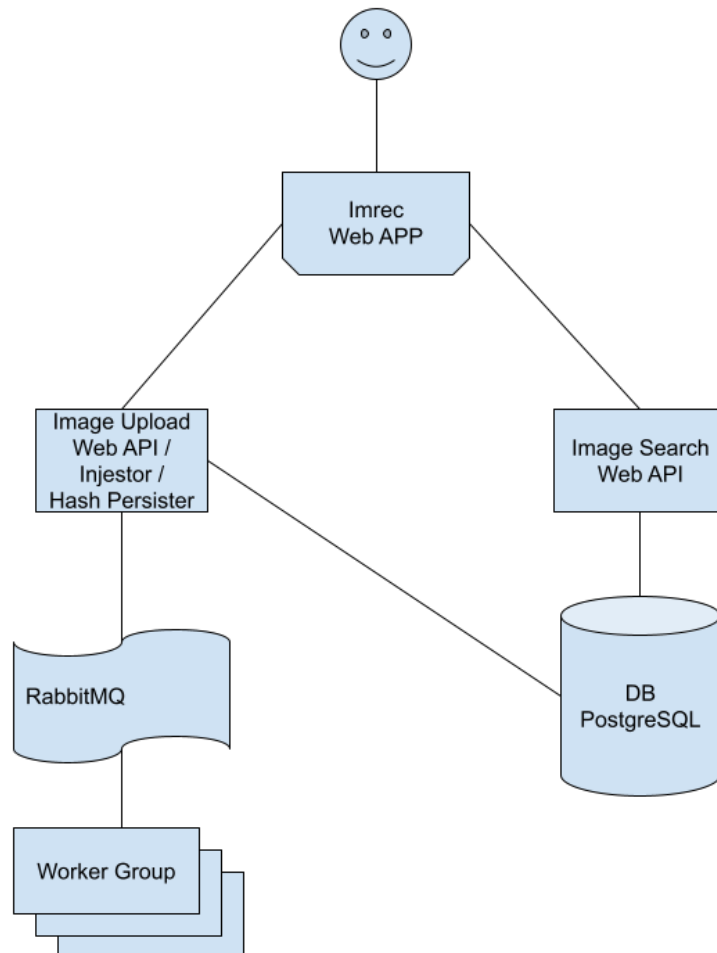 Imrec
Web APP
Image Upload
Web API /
Injestor /
Hash Persister
Image Search
Web API
RabbitMQ
DB
PostgreSQL
Worker Group